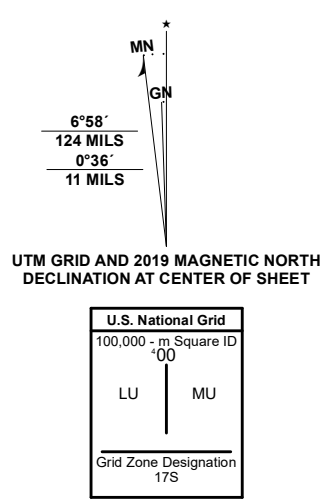 MN
GN
6°58´
124 MILS
0°36´
11 MILS
UTM GRID AND 2019 MAGNETIC NORTH
DECLINATION AT CENTER OF SHEET
U.S. National Grid
100,000 - m Square ID
⁴00
LU MU
Grid Zone Designation
17S